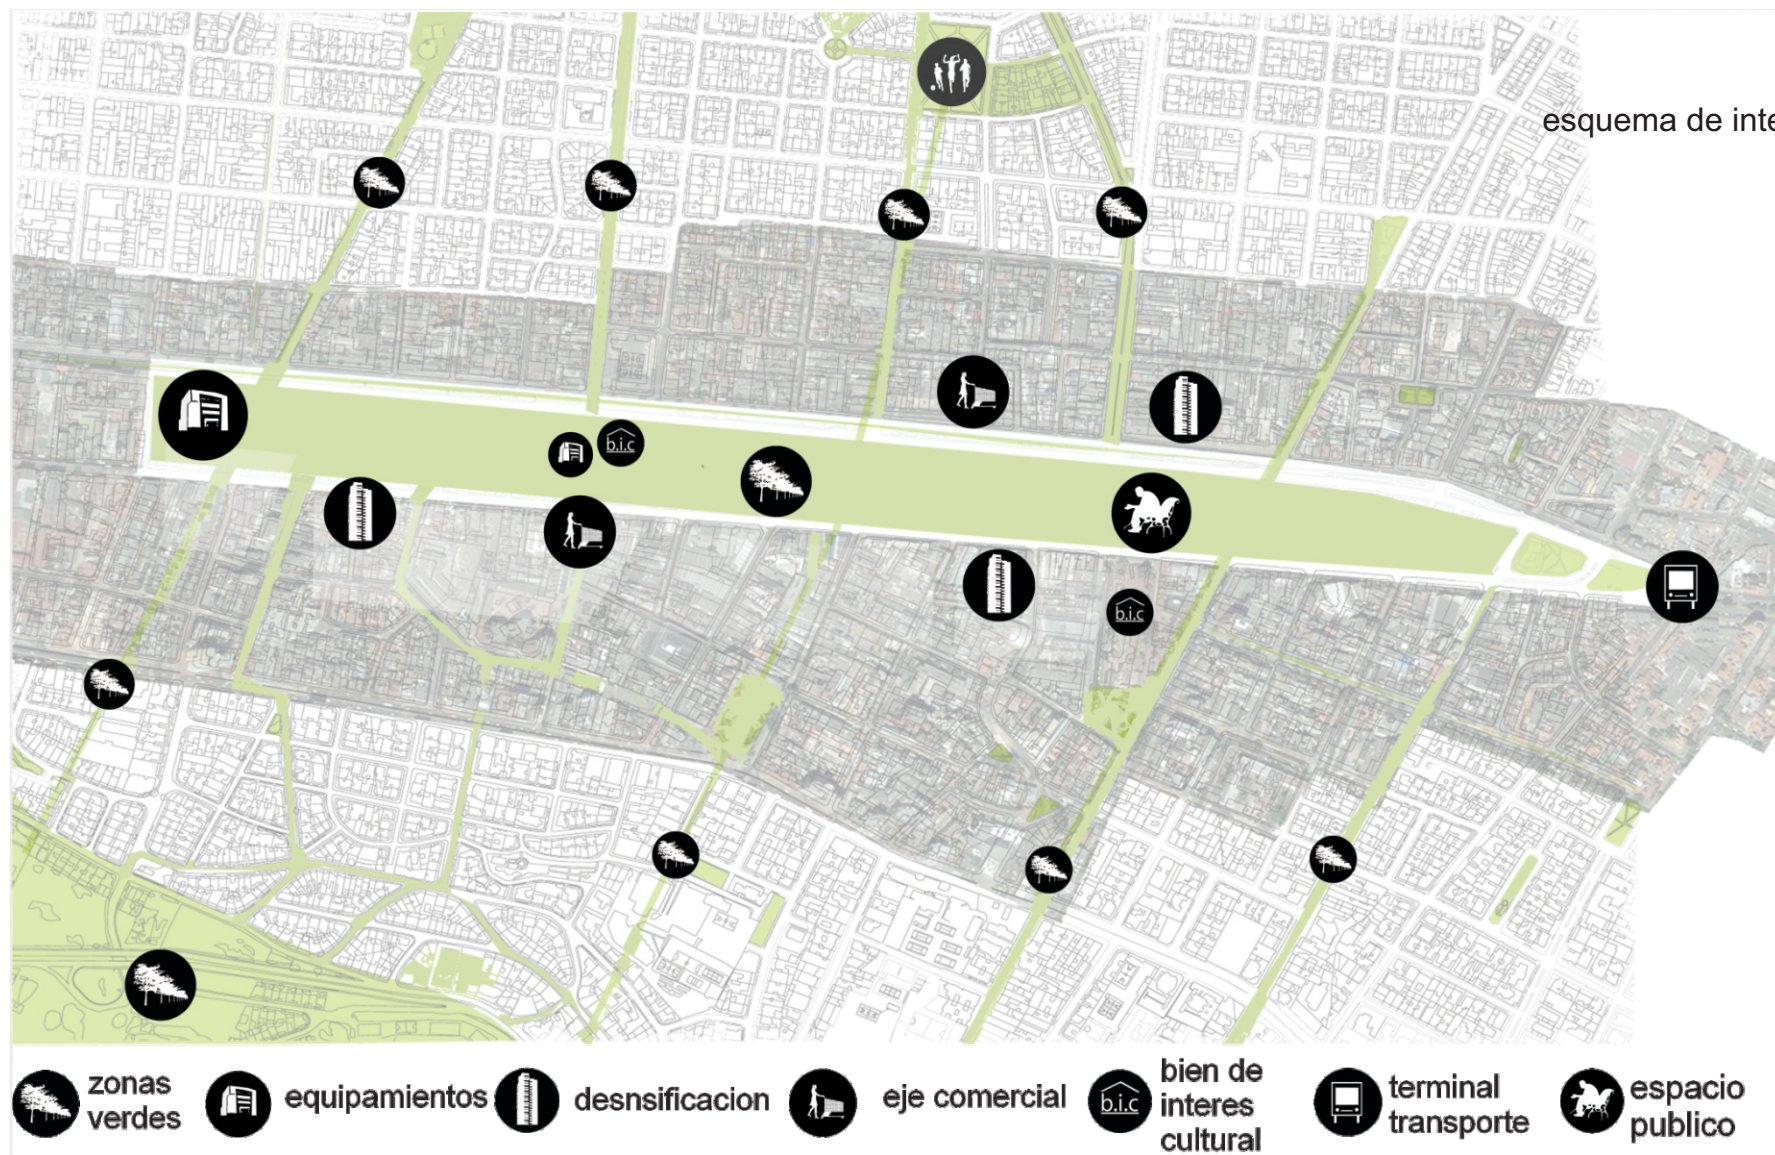 esquema de inte
b.i.c
b.i.c
zonas
verdes
equipamientos
desnsificacion
eje comercial
b.i.c
bien de
interes
cultural
terminal
transporte
espacio
publico